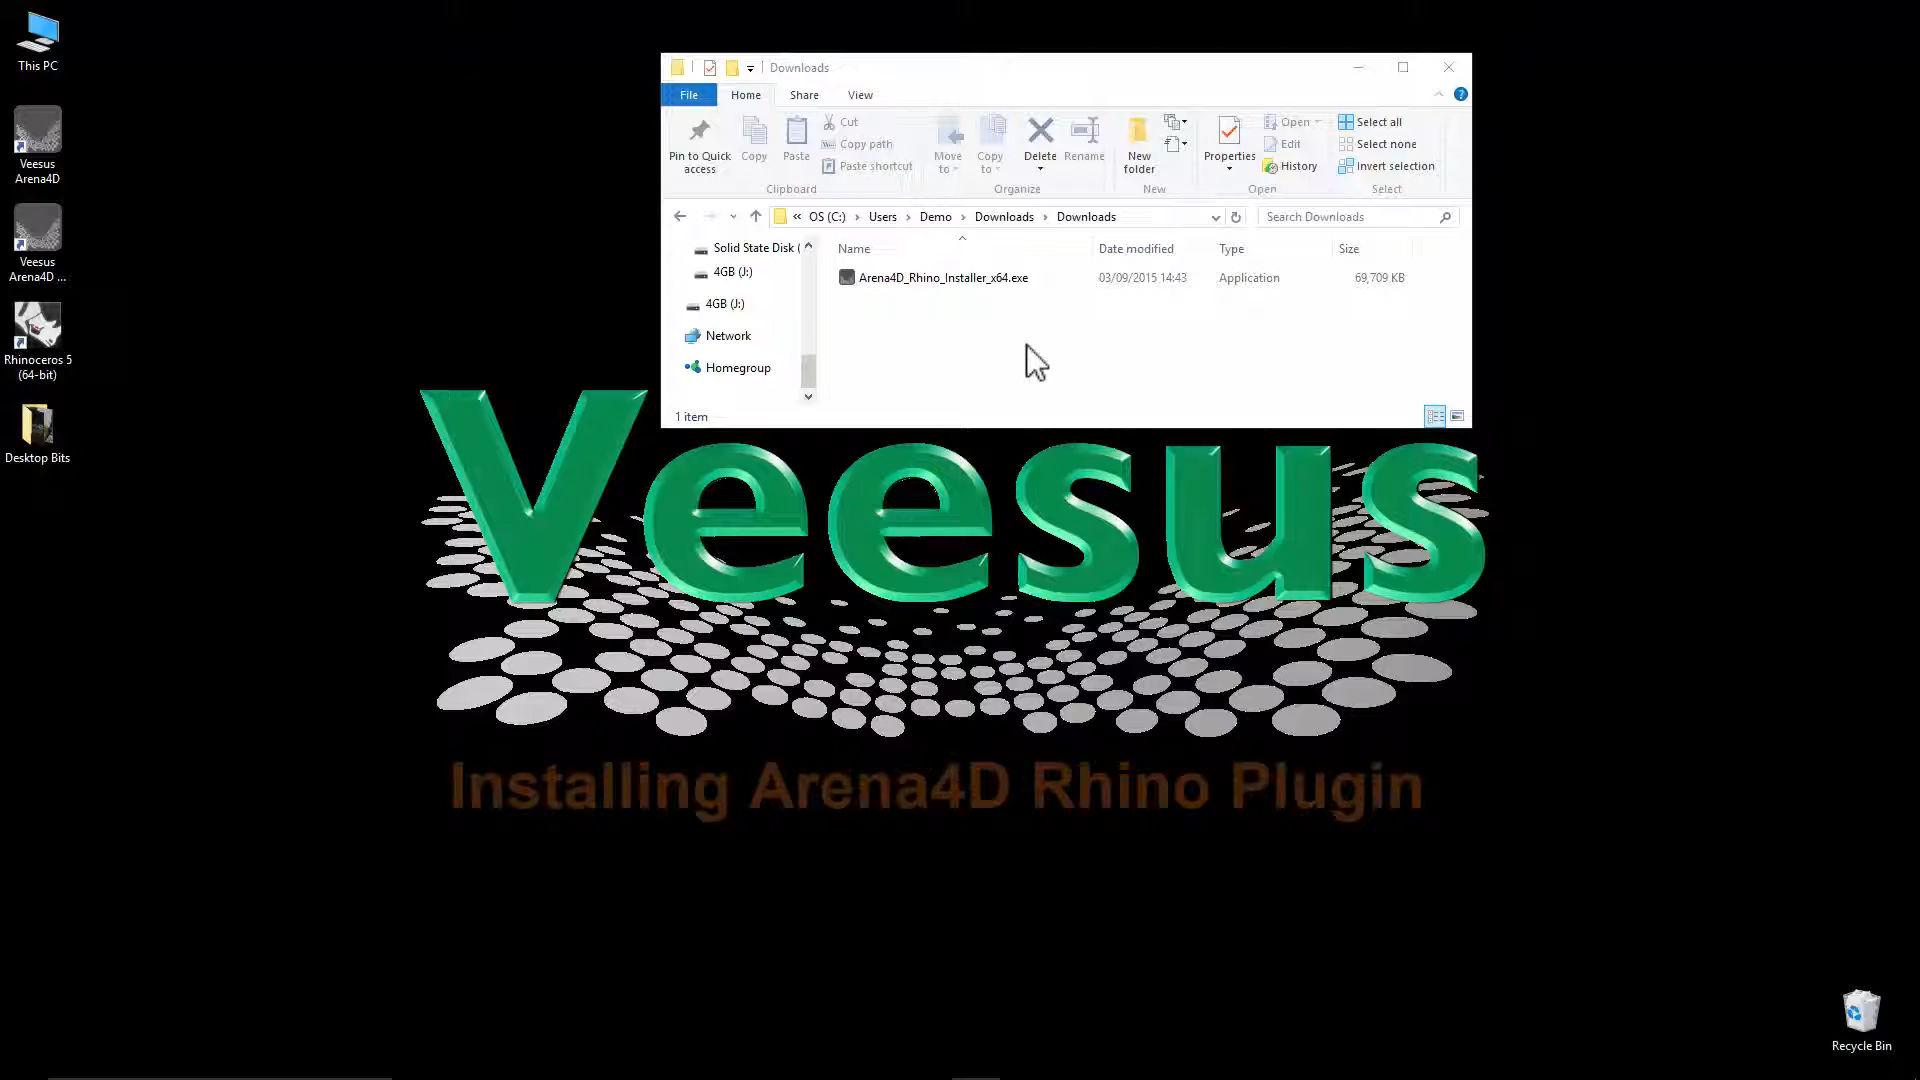 This PC
Veesus
Arena4D
Veesus
Arena4D ...
Rhinoceros 5
(64-bit)
Desktop Bits
Downloads
File
Home
Share
View
?
Pin to Quick
access
Copy
Paste
Cut
Copy path
Paste shortcut
Clipboard
Move
to
Copy
to
Delete
Rename
Organize
New
folder
New
Properties
Open
Edit
History
Open
Select all
Select none
Invert selection
Select
« OS (C:) › Users › Demo › Downloads › Downloads
Search Downloads
Solid State Disk (
4GB (J:)
4GB (J:)
Network
Homegroup
Name
Date modified
Type
Size
Arena4D_Rhino_Installer_x64.exe
03/09/2015 14:43
Application
69,709 KB
1 item
Veesus
Installing Arena4D Rhino Plugin
Recycle Bin